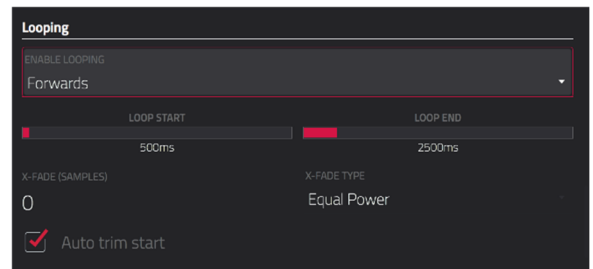 Looping
ENABLE LOOPING
Forwards
LOOP START
LOOP END
500ms
2500ms
X-FADE (SAMPLES)
X-FADE TYPE
0
Equal Power
Auto trim start